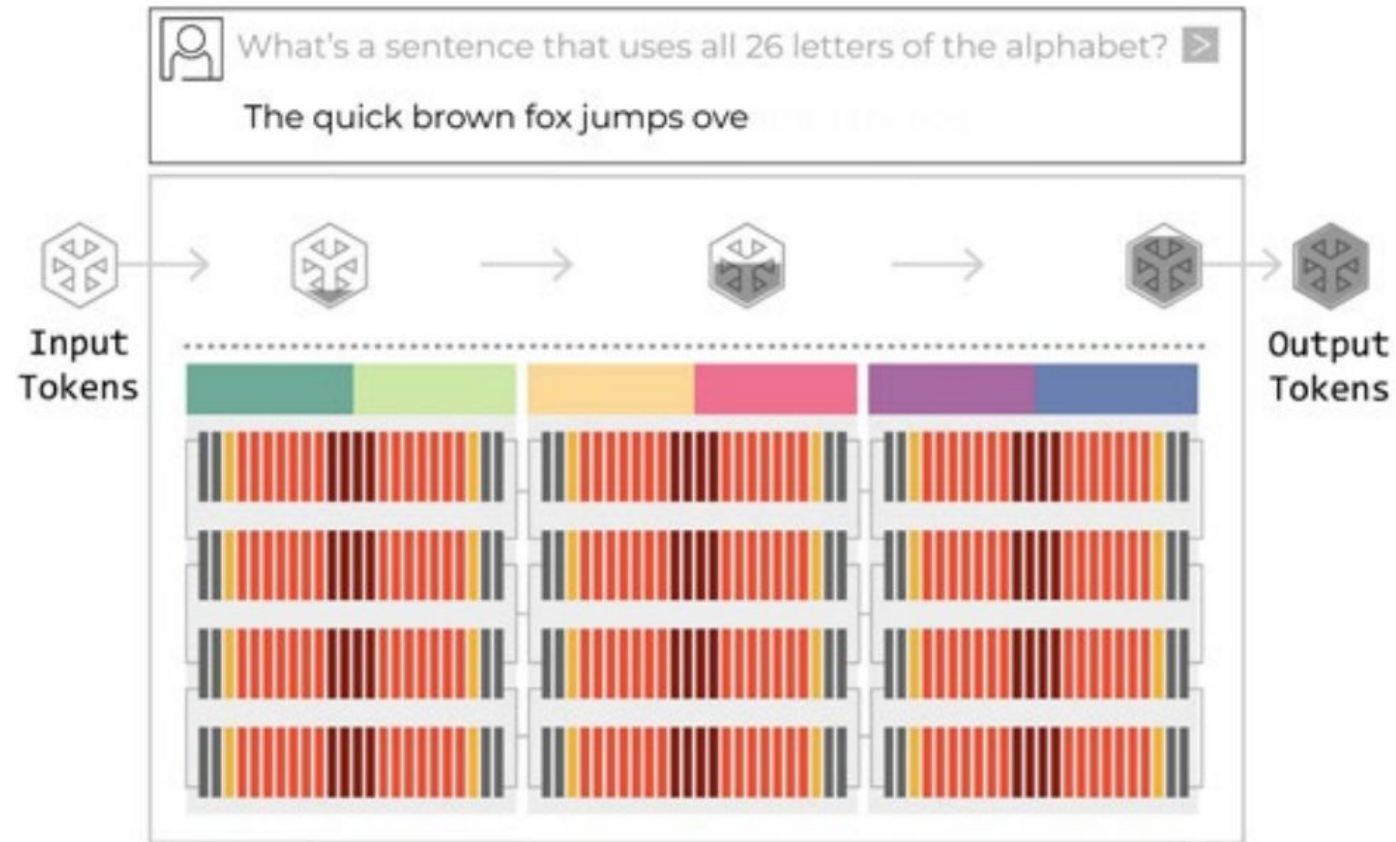 What's a sentence that uses all 26 letters of the alphabet? >
The quick brown fox jumps ove
Input
Tokens
Output
Tokens